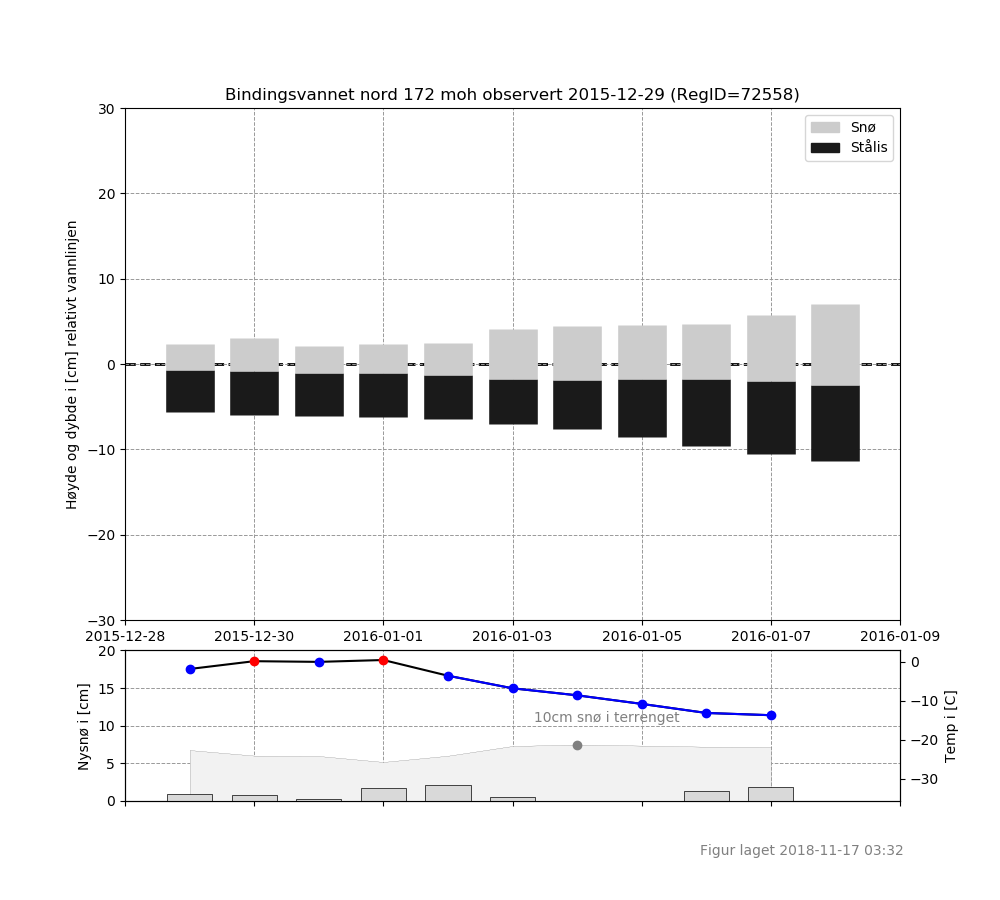 Bindingsvannet nord 172 moh observert 2015-12-29 (RegID=72558)
Høyde og dybde i [cm] relativt vannlinjen
30
20
10
0
−10
−20
−30
Snø
Stålis
2015-12-28 2015-12-30 2016-01-01 2016-01-03 2016-01-05 2016-01-07 2016-01-09
Nysnø i [cm]
20
15
10
5
0
10cm snø i terrenget
0
−10
−20
−30
Temp i [C]
Figur laget 2018-11-17 03:32